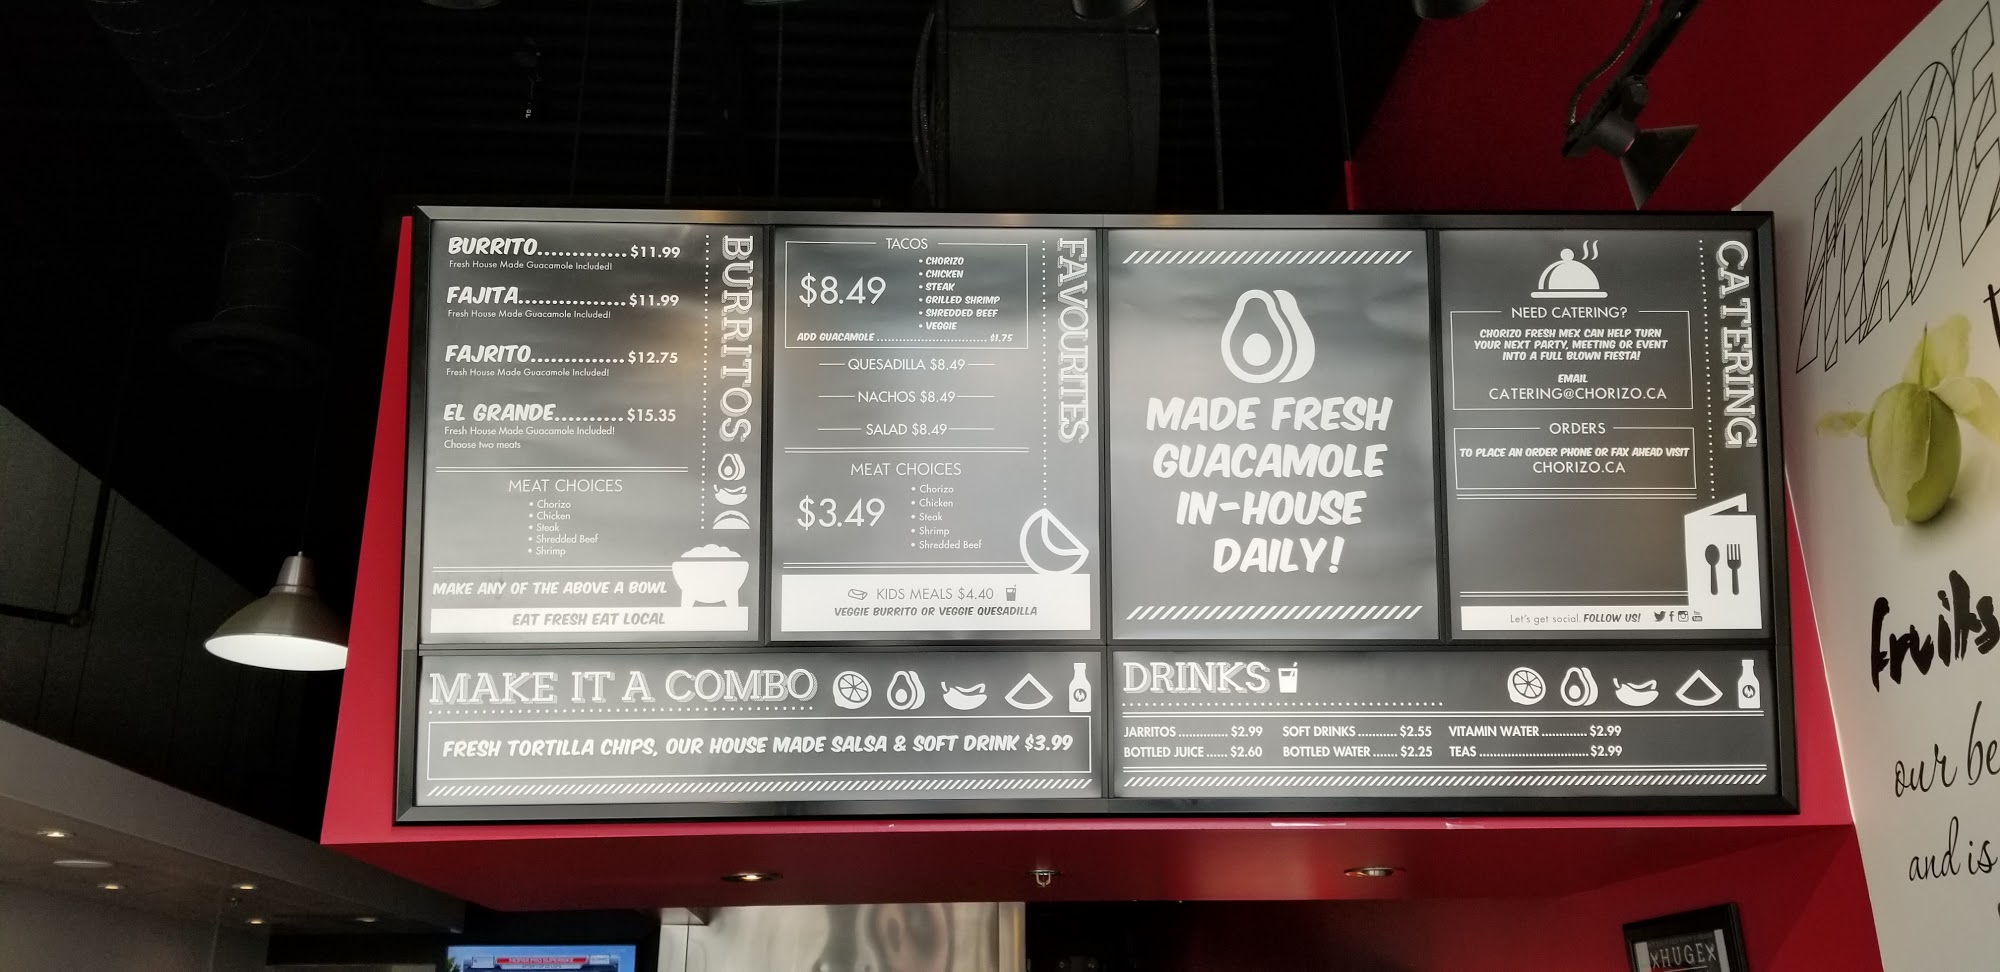 BURRITO.............. $11.99
Fresh House Made Guacamole Included!
FAJITA................ $11.99
Fresh House Made Guacamole Included!
FAJRITO.............. $12.75
Fresh House Made Guacamole Included!
EL GRANDE.......... $15.35
Fresh House Made Guacamole Included!
Choose two meats
MEAT CHOICES
• Chorizo
• Chicken
• Steak
• Shredded Beef
• Shrimp
MAKE ANY OF THE ABOVE A BOWL
EAT FRESH EAT LOCAL
BURRITOS
TACOS
$8.49
• CHORIZO
• CHICKEN
• STEAK
• GRILLED SHRIMP
• SHREDDED BEEF
• VEGGIE
ADD GUACAMOLE .............................. $1.75
QUESADILLA $8.49
NACHOS $8.49
SALAD $8.49
MEAT CHOICES
$3.49
• Chorizo
• Chicken
• Steak
• Shrimp
• Shredded Beef
KIDS MEALS $4.40
VEGGIE BURRITO OR VEGGIE QUESADILLA
FAVOURITES
MADE FRESH
GUACAMOLE
IN-HOUSE
DAILY!
NEED CATERING?
CHORIZO FRESH MEX CAN HELP TURN
YOUR NEXT PARTY, MEETING OR EVENT
INTO A FULL BLOWN FIESTA!
EMAIL
CATERING@CHORIZO.CA
ORDERS
TO PLACE AN ORDER PHONE OR FAX AHEAD VISIT
CHORIZO.CA
Let's get social. FOLLOW US!
CATERING
MAKE IT A COMBO
FRESH TORTILLA CHIPS, OUR HOUSE MADE SALSA & SOFT DRINK $3.99
DRINKS
JARRITOS ............. $2.99 SOFT DRINKS .......... $2.55 VITAMIN WATER ............ $2.99
BOTTLED JUICE ...... $2.60 BOTTLED WATER ...... $2.25 TEAS ............................. $2.99
MADE
fruits
our be
and is
xHUGEx